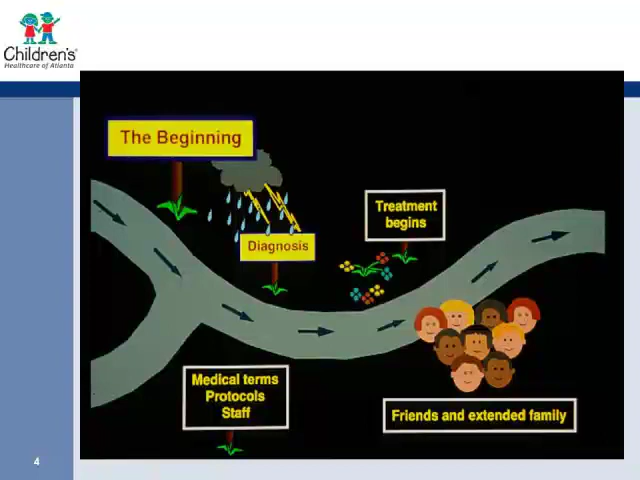 Children's
Healthcare of Atlanta
The Beginning
Diagnosis
Treatment
begins
Medical terms
Protocols
Staff
Friends and extended family
4